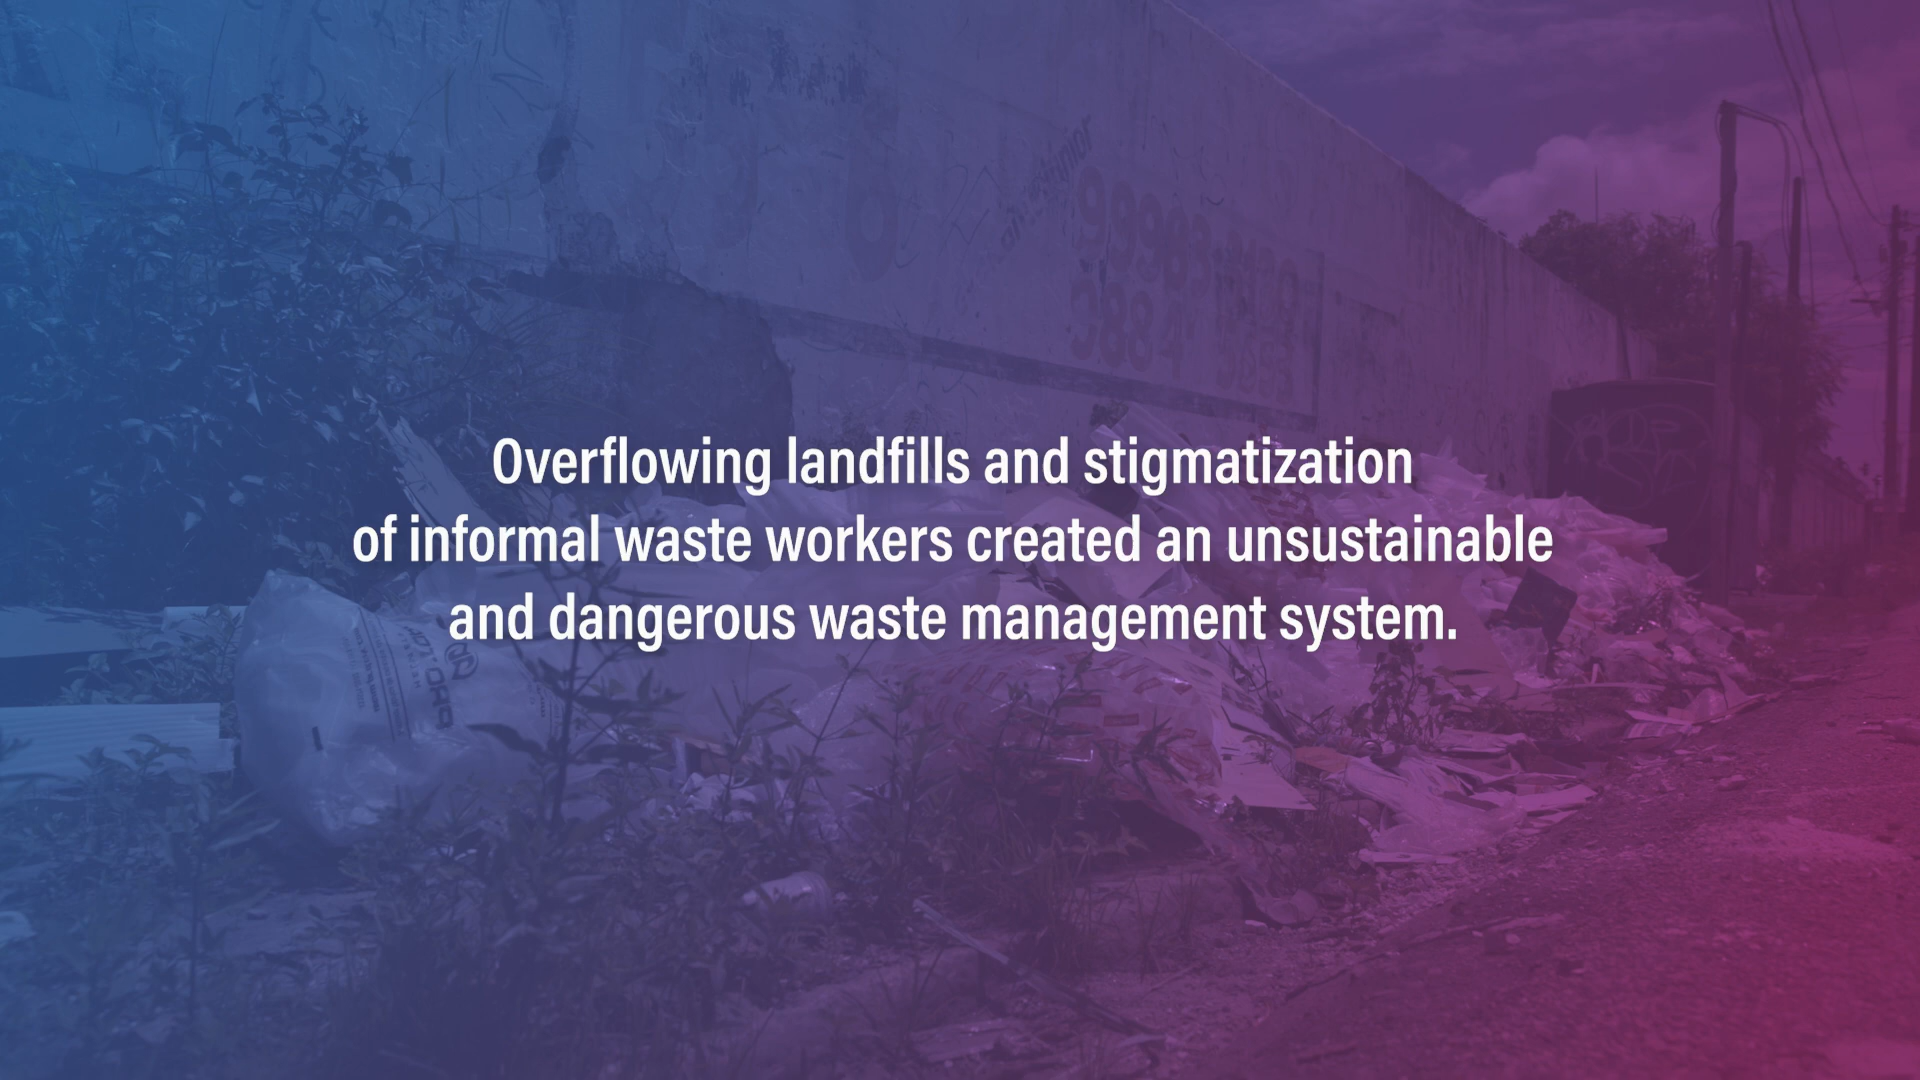 Overflowing landfills and stigmatization
of informal waste workers created an unsustainable
and dangerous waste management system.